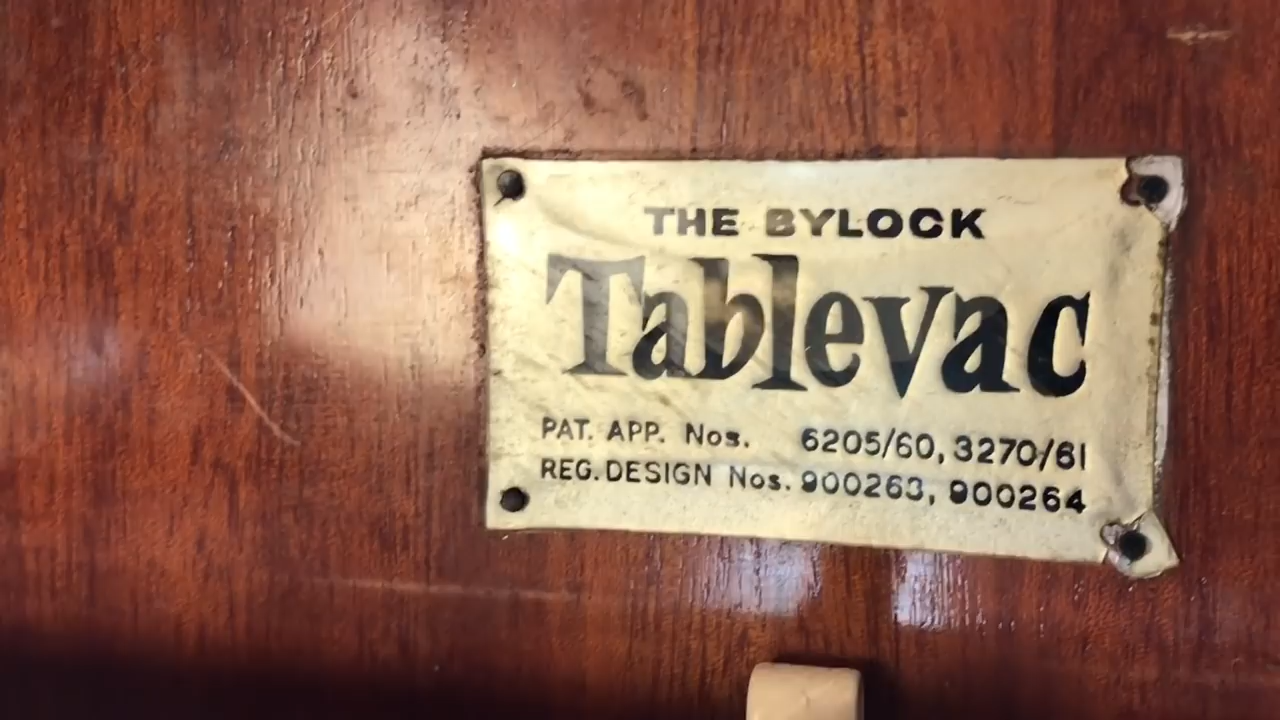 THE BYLOCK
Tablevac
PAT. APP. Nos. 6205/60, 3270/61
REG. DESIGN Nos. 900263, 900264